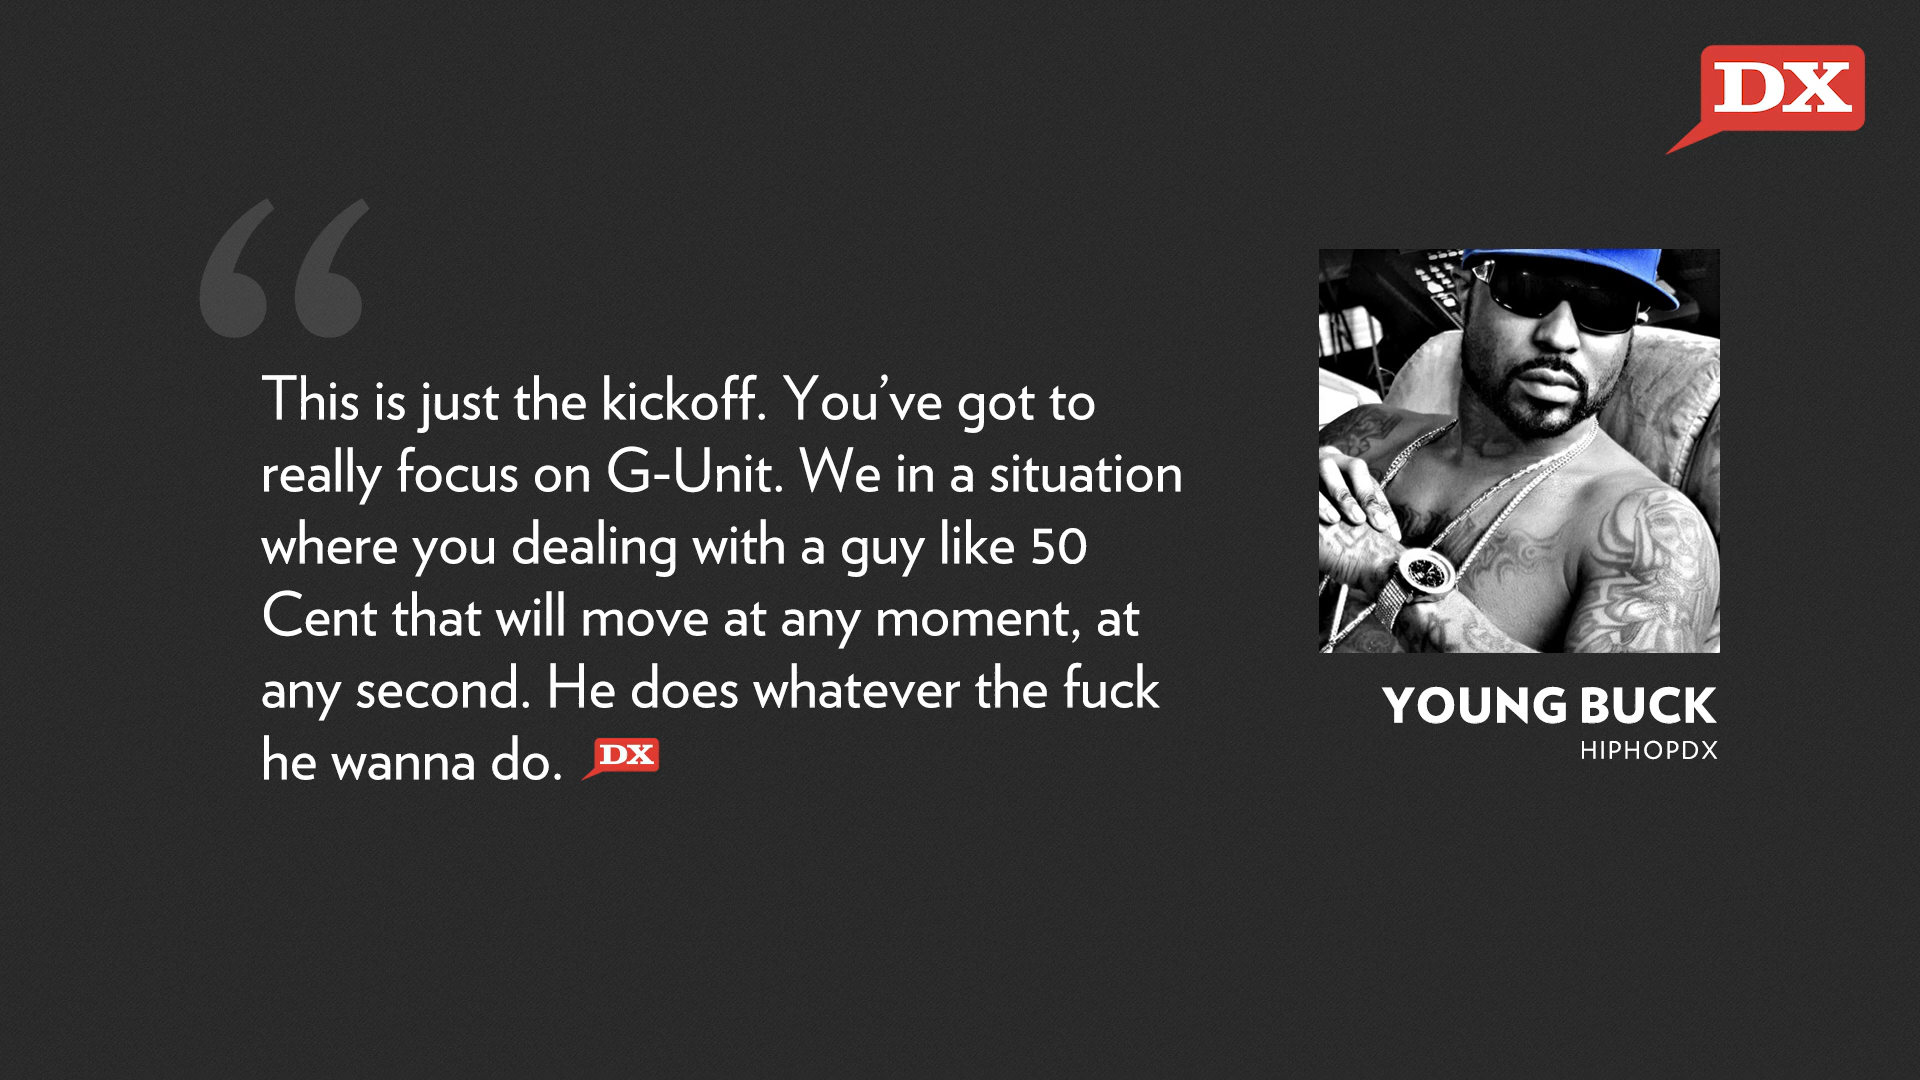 DX
This is just the kickoff. You’ve got to
really focus on G-Unit. We in a situation
where you dealing with a guy like 50
Cent that will move at any moment, at
any second. He does whatever the fuck
he wanna do. DX
YOUNG BUCK
HIPHOPDX